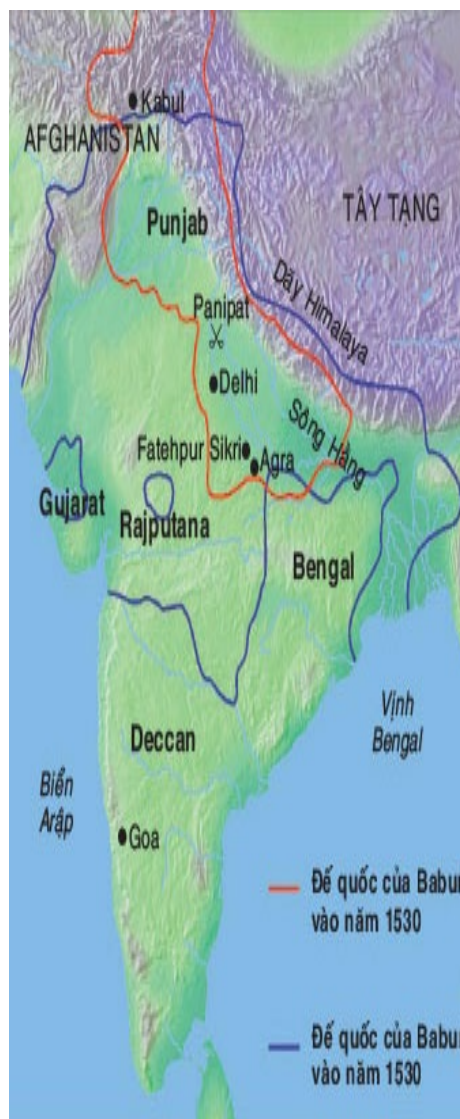 Kabul
AFGHANISTAN
TÂY TẠNG
Punjab
Dãy Himalaya
Panipat
Delhi
Sông Hằng
Fatehpur Sikri
Agra
Gujarat
Rajputana
Bengal
Vịnh
Bengal
Deccan
Biển
Arập
Goa
Đế quốc của Babur
vào năm 1530
Đế quốc của Babur
vào năm 1530